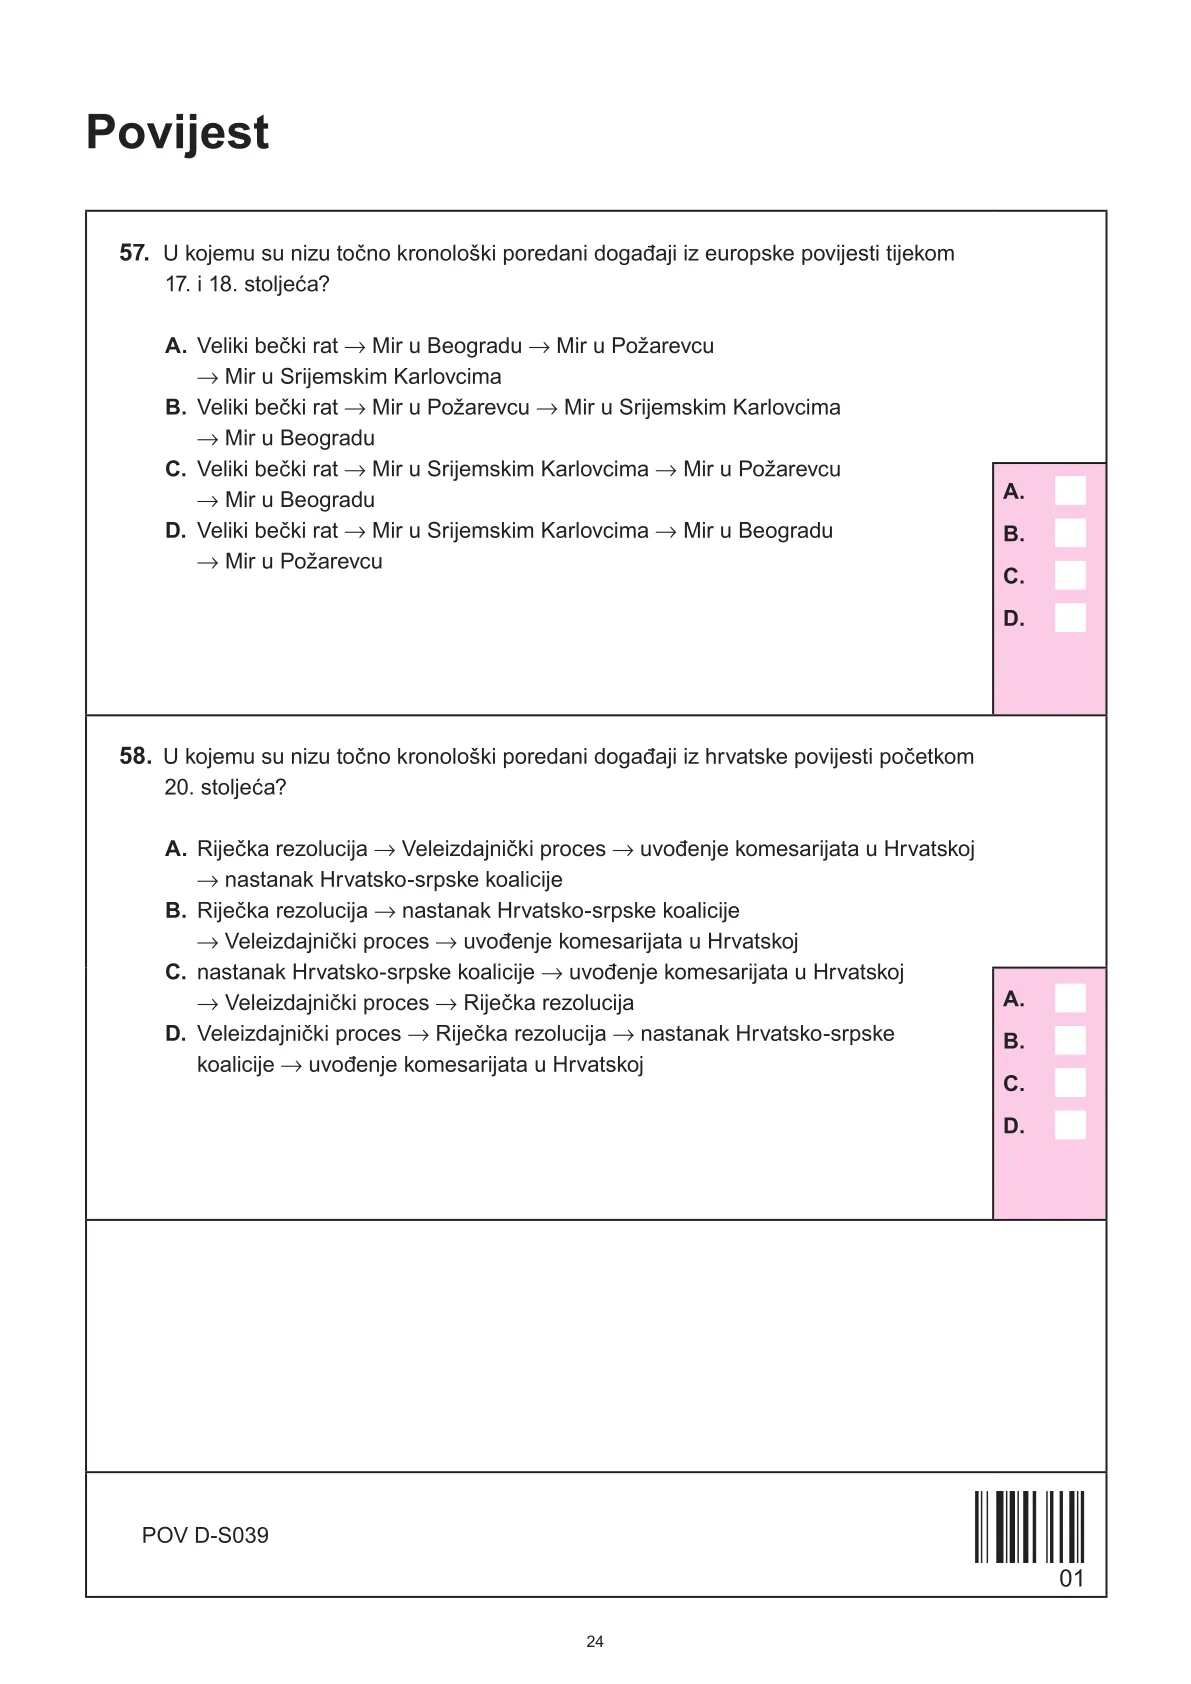 Povijest
57. U kojemu su nizu točno kronološki poredani događaji iz europske povijesti tijekom
17. i 18. stoljeća?
A. Veliki bečki rat → Mir u Beogradu → Mir u Požarevcu
→ Mir u Srijemskim Karlovcima
B. Veliki bečki rat → Mir u Požarevcu → Mir u Srijemskim Karlovcima
→ Mir u Beogradu
C. Veliki bečki rat → Mir u Srijemskim Karlovcima → Mir u Požarevcu
→ Mir u Beogradu
D. Veliki bečki rat → Mir u Srijemskim Karlovcima → Mir u Beogradu
→ Mir u Požarevcu
A.
B.
C.
D.
58. U kojemu su nizu točno kronološki poredani događaji iz hrvatske povijesti početkom
20. stoljeća?
A. Riječka rezolucija → Veleizdajnički proces → uvođenje komesarijata u Hrvatskoj
→ nastanak Hrvatsko-srpske koalicije
B. Riječka rezolucija → nastanak Hrvatsko-srpske koalicije
→ Veleizdajnički proces → uvođenje komesarijata u Hrvatskoj
C. nastanak Hrvatsko-srpske koalicije → uvođenje komesarijata u Hrvatskoj
→ Veleizdajnički proces → Riječka rezolucija
D. Veleizdajnički proces → Riječka rezolucija → nastanak Hrvatsko-srpske
koalicije → uvođenje komesarijata u Hrvatskoj
A.
B.
C.
D.
POV D-S039
01
24